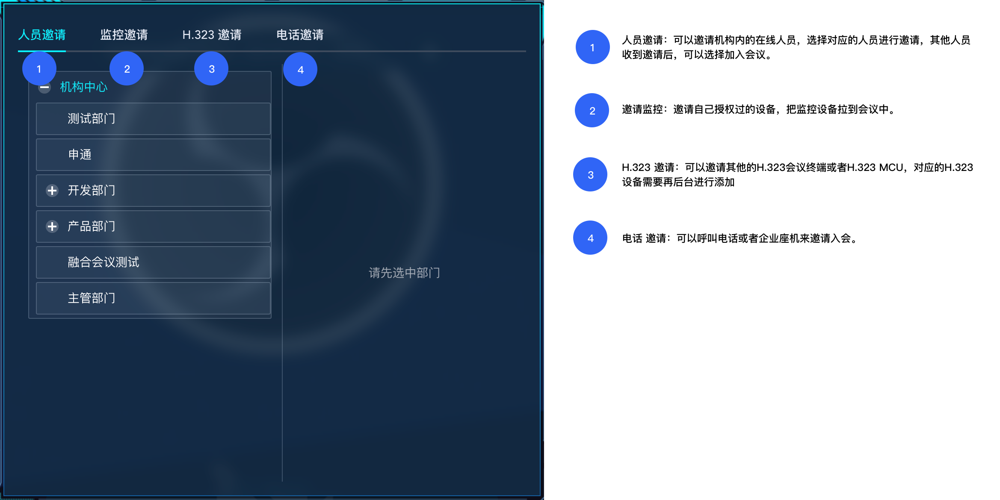 人员邀请
监控邀请
H.323 邀请
电话邀请
1
2
3
4
机构中心
测试部门
申通
开发部门
产品部门
融合会议测试
主管部门
请先选中部门
1
人员邀请：可以邀请机构内的在线人员，选择对应的人员进行邀请，其他人员
收到邀请后，可以选择加入会议。
2
邀请监控：邀请自己授权过的设备，把监控设备拉到会议中。
3
H.323 邀请：可以邀请其他的H.323会议终端或者H.323 MCU，对应的H.323
设备需要再后台进行添加
4
电话 邀请：可以呼叫电话或者企业座机来邀请入会。